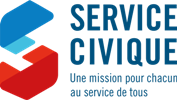 SERVICE
CIVIQUE
Une mission pour chacun
au service de tous